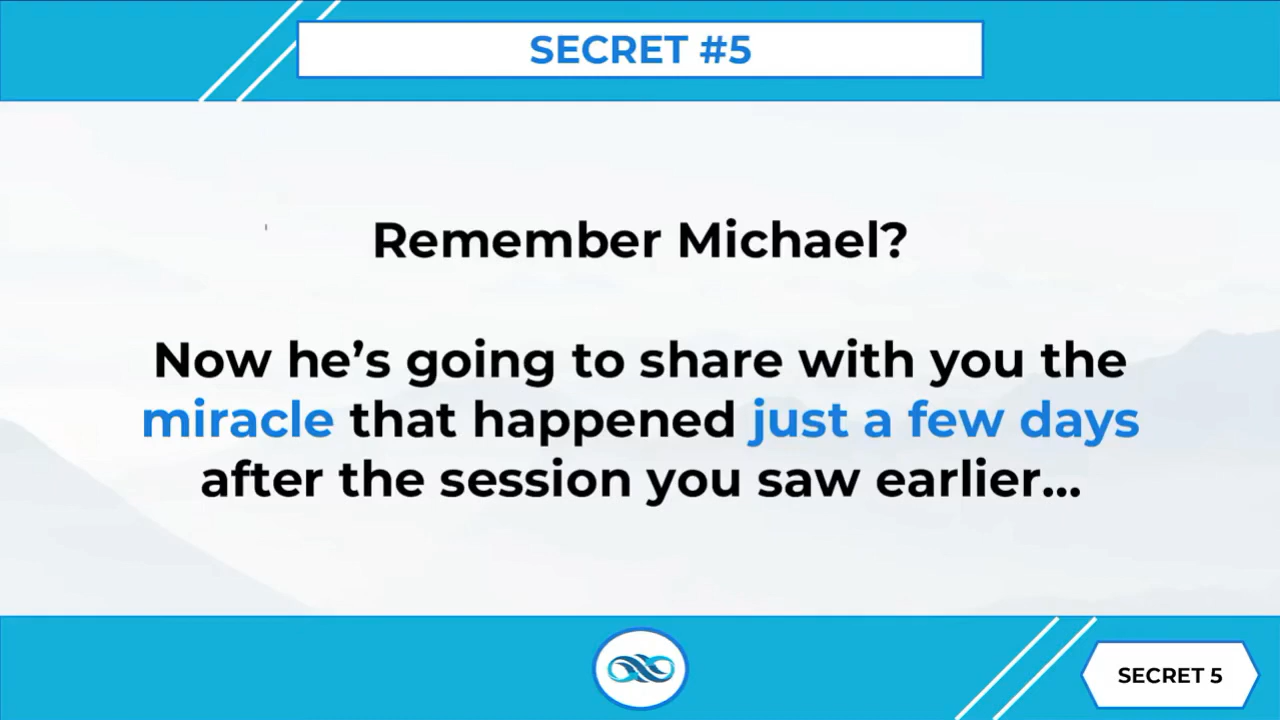 SECRET #5
Remember Michael?
Now he’s going to share with you the
miracle that happened just a few days
after the session you saw earlier...
SECRET 5